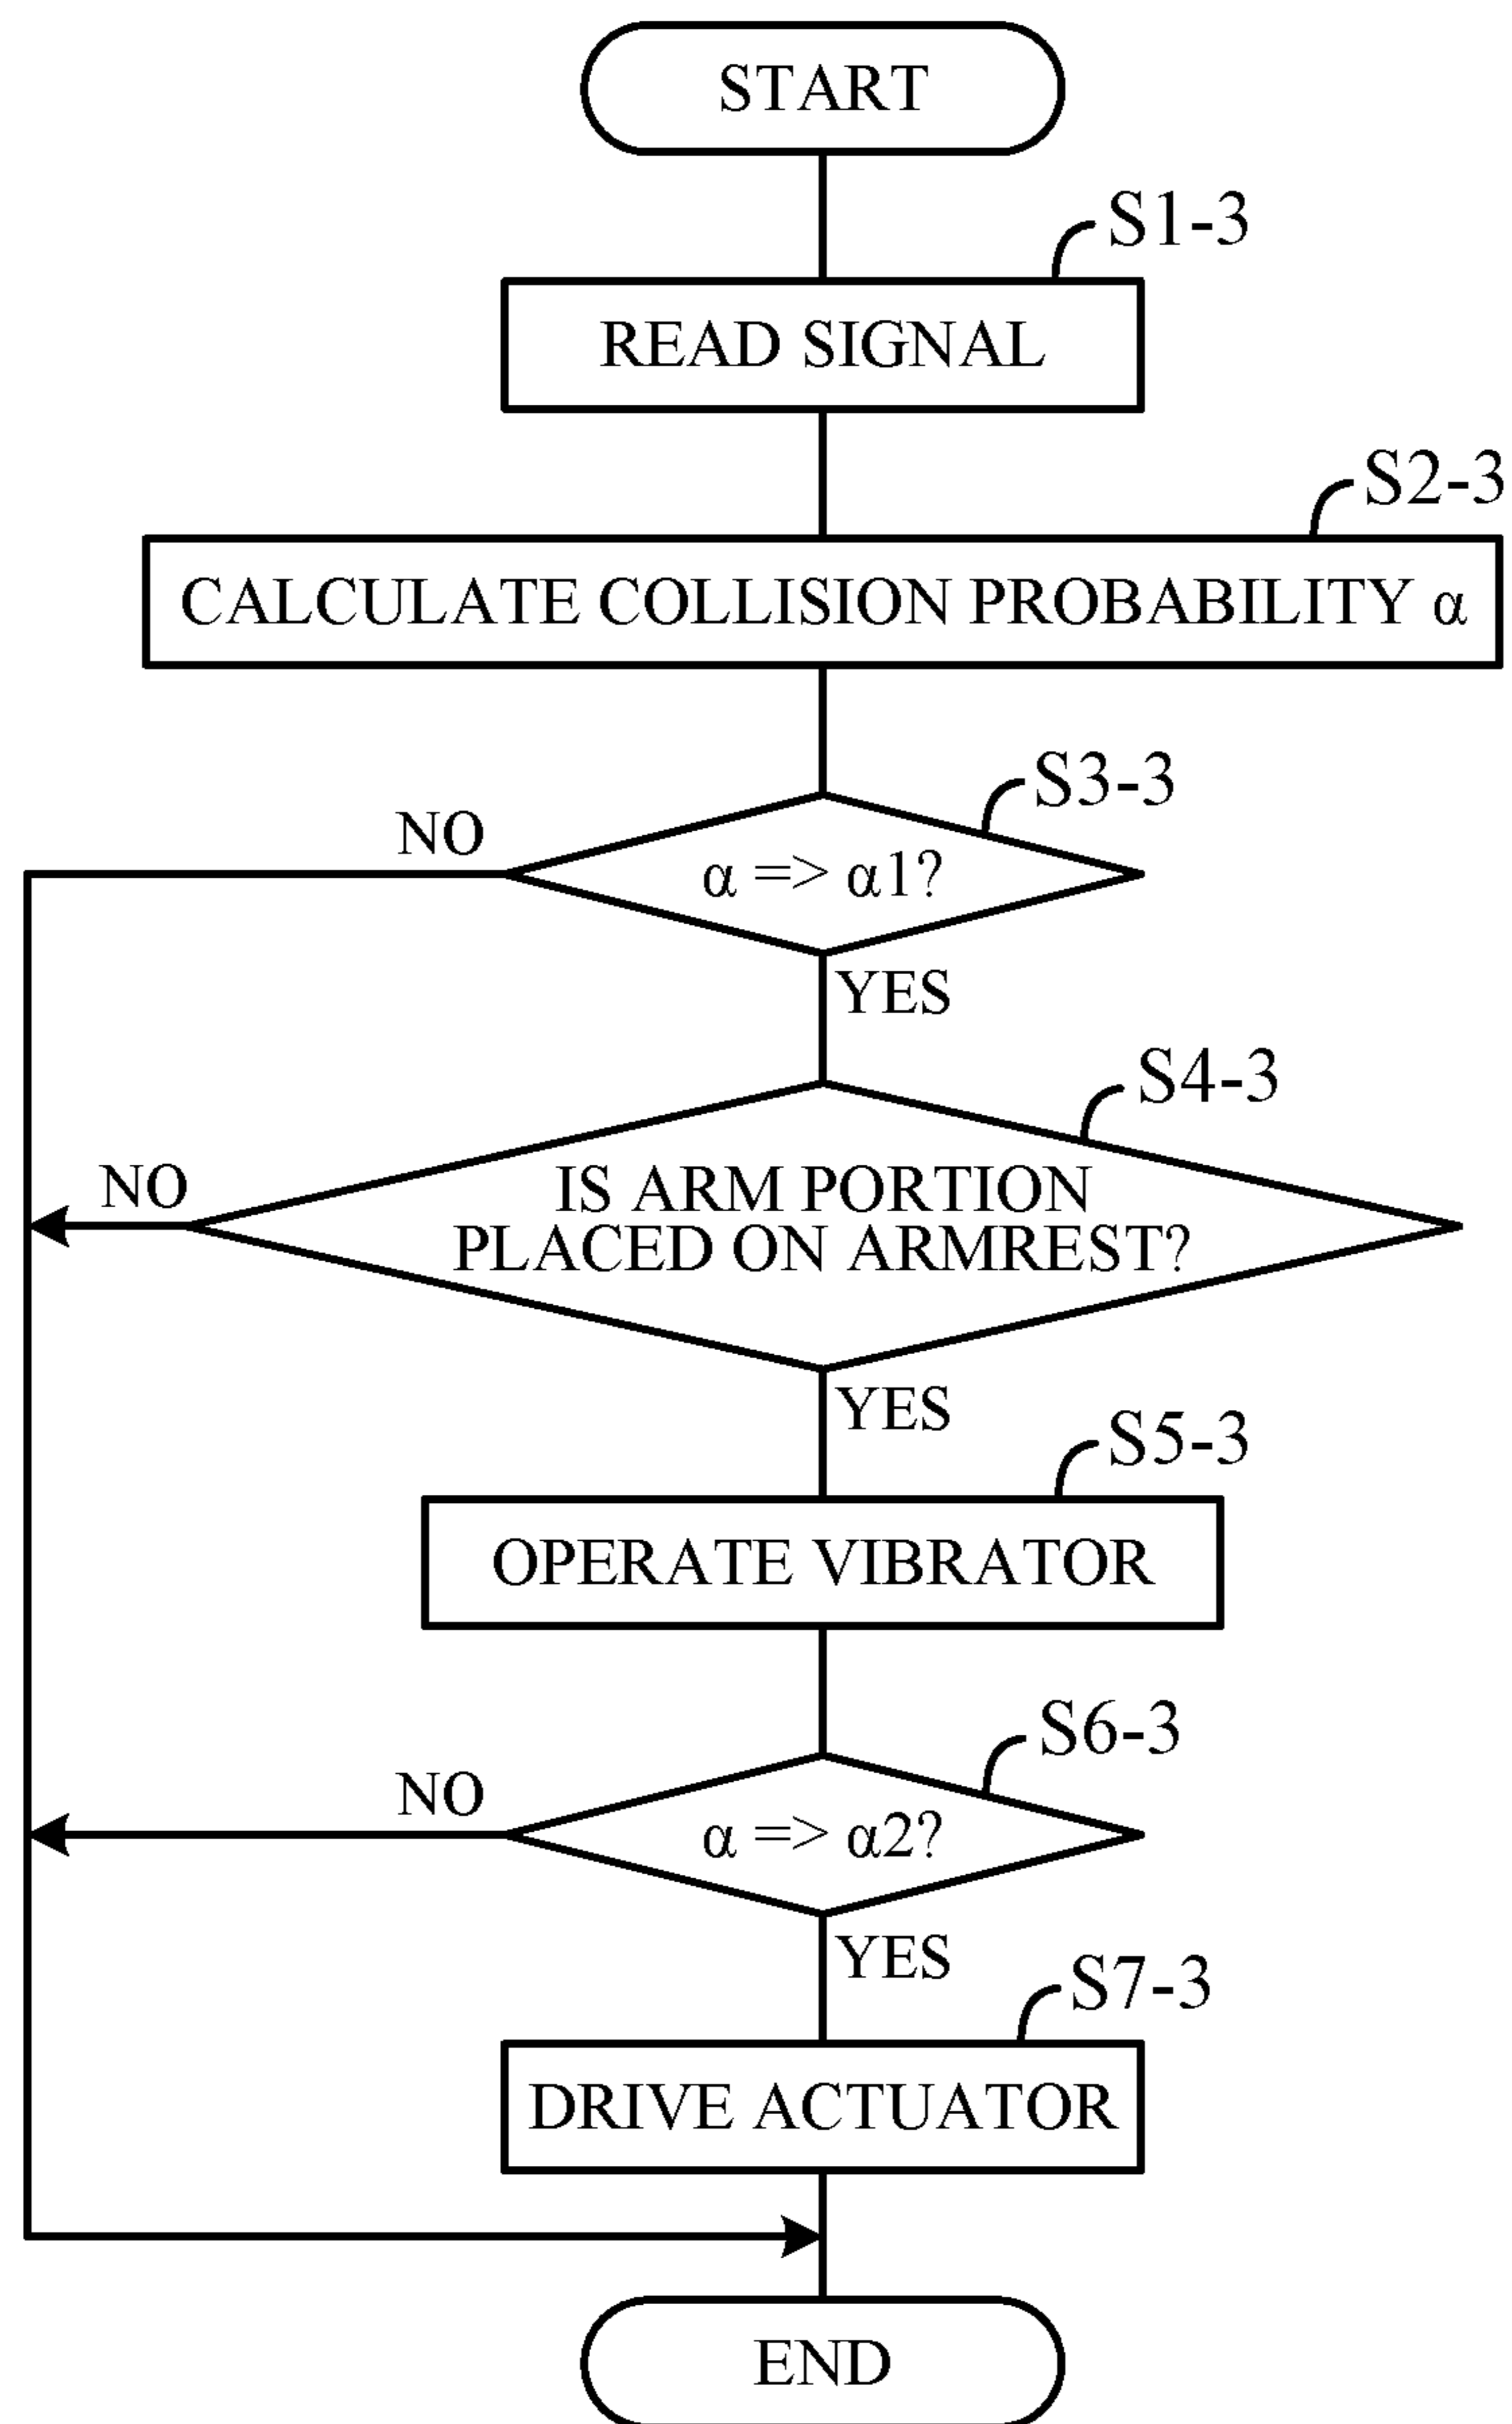 START
S1-3
READ SIGNAL
S2-3
CALCULATE COLLISION PROBABILITY α
S3-3
NO
α => α1?
YES
S4-3
NO
IS ARM PORTION
PLACED ON ARMREST?
YES
S5-3
OPERATE VIBRATOR
S6-3
NO
α => α2?
YES
S7-3
DRIVE ACTUATOR
END